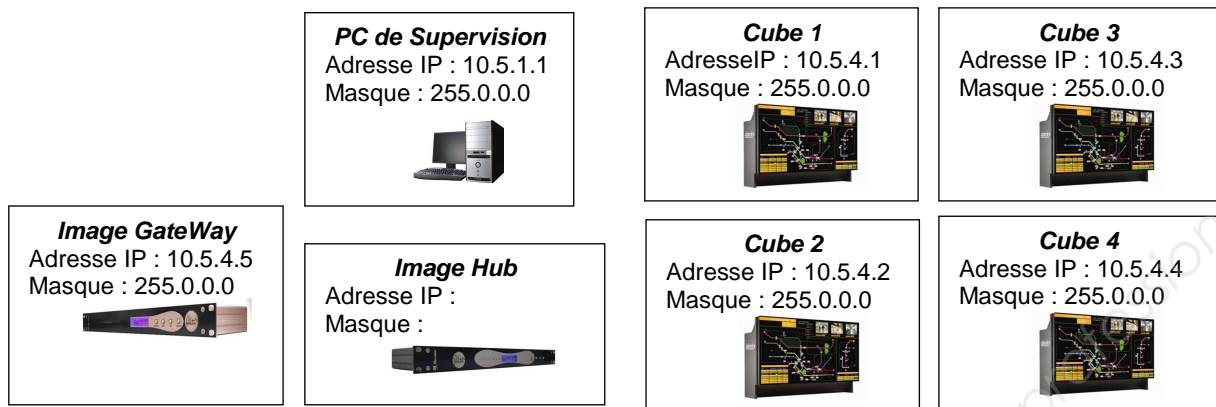 PC de Supervision
Adresse IP : 10.5.1.1
Masque : 255.0.0.0
Cube 1
AdresseIP : 10.5.4.1
Masque : 255.0.0.0
Cube 3
Adresse IP : 10.5.4.3
Masque : 255.0.0.0
Image GateWay
Adresse IP : 10.5.4.5
Masque : 255.0.0.0
Image Hub
Adresse IP :
Masque :
Cube 2
Adresse IP : 10.5.4.2
Masque : 255.0.0.0
Cube 4
Adresse IP : 10.5.4.4
Masque : 255.0.0.0